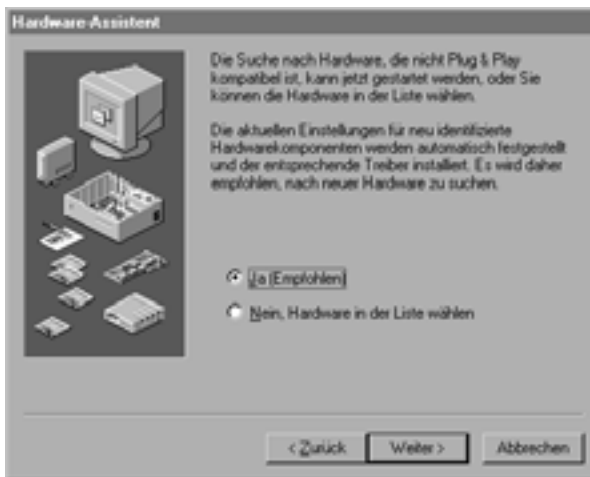 Hardware-Assistent
Die Suche nach Hardware, die nicht Plug & Play
kompatibel ist, kann jetzt gestartet werden, oder Sie
können die Hardware in der Liste wählen.
Die aktuellen Einstellungen für neu identifizierte
Hardwarekomponenten werden automatisch festgestellt
und der entsprechende Treiber installiert. Es wird daher
empfohlen, nach neuer Hardware zu suchen.
Ja (Empfohlen)
Nein, Hardware in der Liste wählen
< Zurück Weiter > Abbrechen